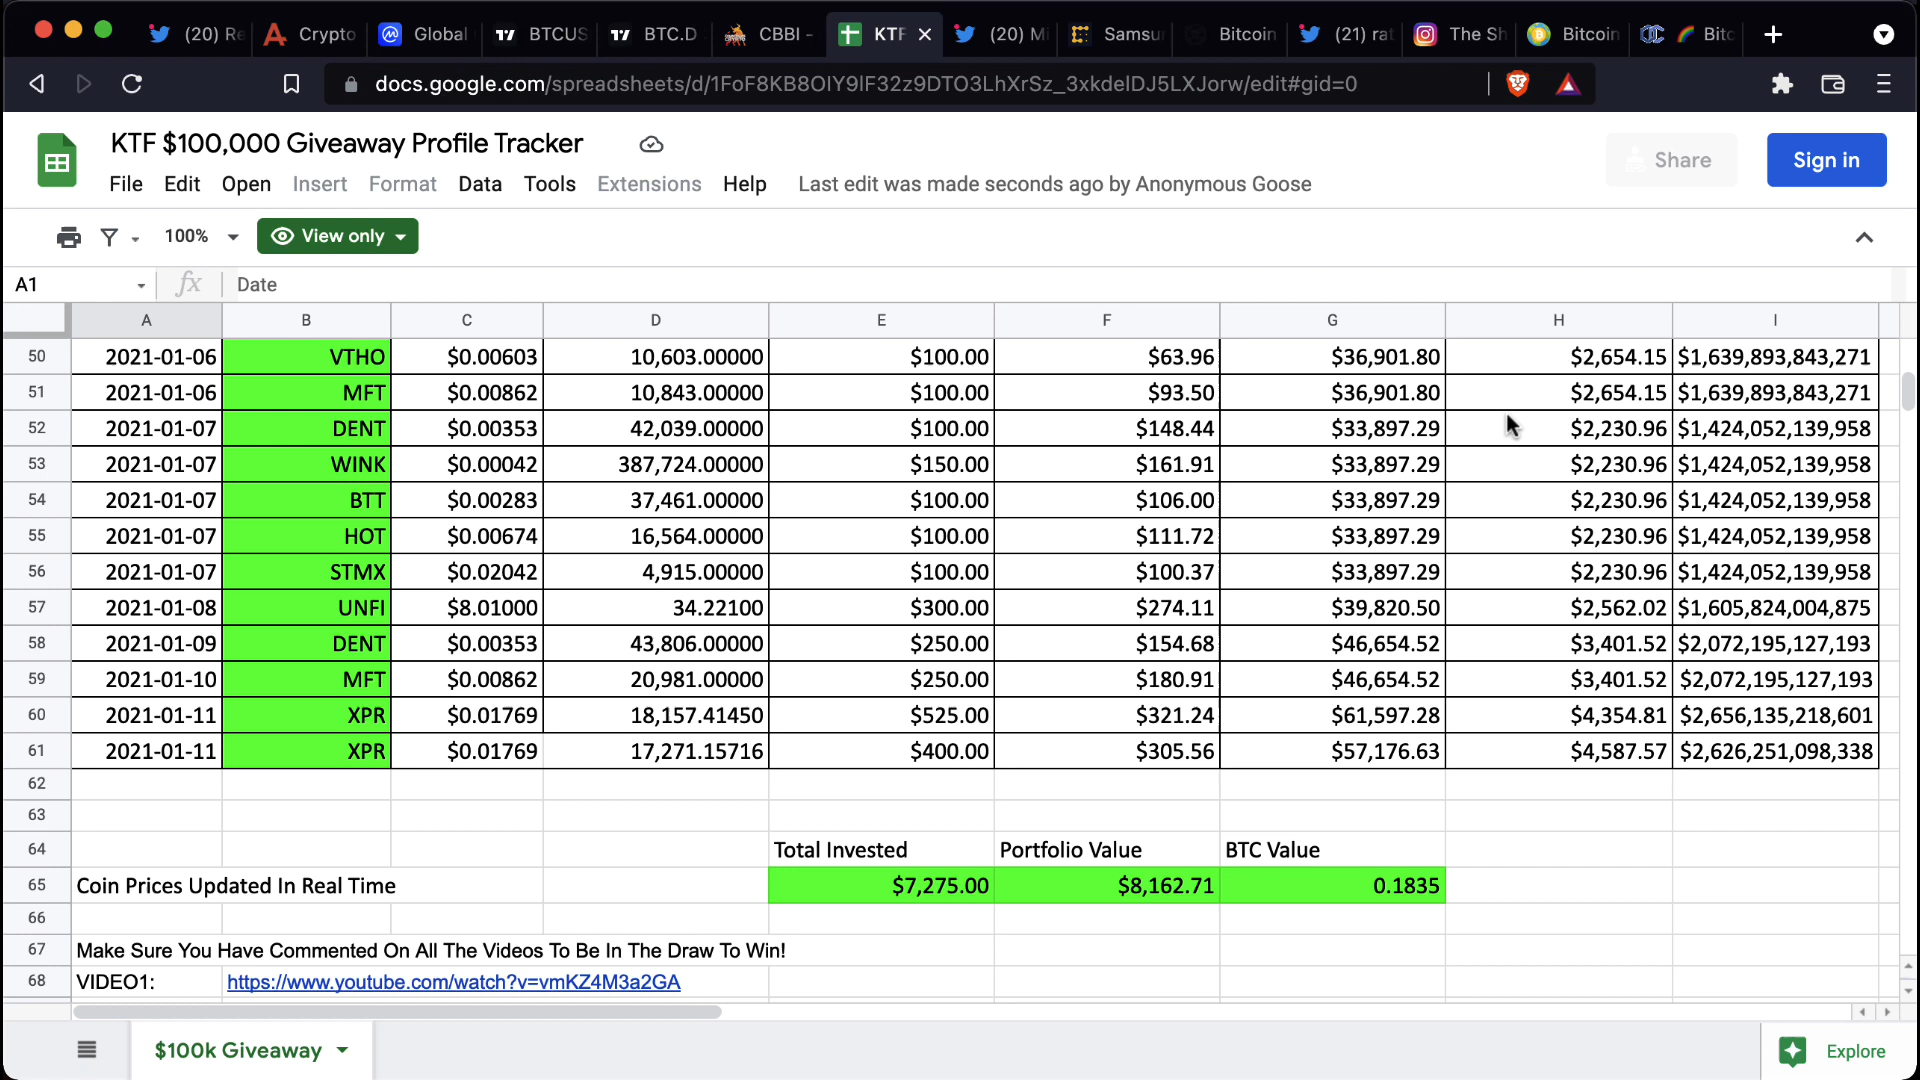 (20) Re
Crypto
Global
BTCUS
BTC.D
CBBI -
KTF
(20) Mi
Samsu
Bitcoin
(21) rat
The Sh
Bitcoin
Bitc
docs.google.com/spreadsheets/d/1FoF8KB8OIY9lF32z9DTO3LhXrSz_3xkdelDJ5LXJorw/edit#gid=0
KTF $100,000 Giveaway Profile Tracker
Share
Sign in
File Edit Open Insert Format Data Tools Extensions Help Last edit was made seconds ago by Anonymous Goose
100% View only
A1 fx Date
A B C D E F G H I
50 2021-01-06 VTHO $0.00603 10,603.00000 $100.00 $63.96 $36,901.80 $2,654.15 $1,639,893,843,271
51 2021-01-06 MFT $0.00862 10,843.00000 $100.00 $93.50 $36,901.80 $2,654.15 $1,639,893,843,271
52 2021-01-07 DENT $0.00353 42,039.00000 $100.00 $148.44 $33,897.29 $2,230.96 $1,424,052,139,958
53 2021-01-07 WINK $0.00042 387,724.00000 $150.00 $161.91 $33,897.29 $2,230.96 $1,424,052,139,958
54 2021-01-07 BTT $0.00283 37,461.00000 $100.00 $106.00 $33,897.29 $2,230.96 $1,424,052,139,958
55 2021-01-07 HOT $0.00674 16,564.00000 $100.00 $111.72 $33,897.29 $2,230.96 $1,424,052,139,958
56 2021-01-07 STMX $0.02042 4,915.00000 $100.00 $100.37 $33,897.29 $2,230.96 $1,424,052,139,958
57 2021-01-08 UNFI $8.01000 34.22100 $300.00 $274.11 $39,820.50 $2,562.02 $1,605,824,004,875
58 2021-01-09 DENT $0.00353 43,806.00000 $250.00 $154.68 $46,654.52 $3,401.52 $2,072,195,127,193
59 2021-01-10 MFT $0.00862 20,981.00000 $250.00 $180.91 $46,654.52 $3,401.52 $2,072,195,127,193
60 2021-01-11 XPR $0.01769 18,157.41450 $525.00 $321.24 $61,597.28 $4,354.81 $2,656,135,218,601
61 2021-01-11 XPR $0.01769 17,271.15716 $400.00 $305.56 $57,176.63 $4,587.57 $2,626,251,098,338
62
63
64 Total Invested Portfolio Value BTC Value
65 Coin Prices Updated In Real Time $7,275.00 $8,162.71 0.1835
66
67 Make Sure You Have Commented On All The Videos To Be In The Draw To Win!
68 VIDEO1: https://www.youtube.com/watch?v=vmKZ4M3a2GA
$100k Giveaway
Explore